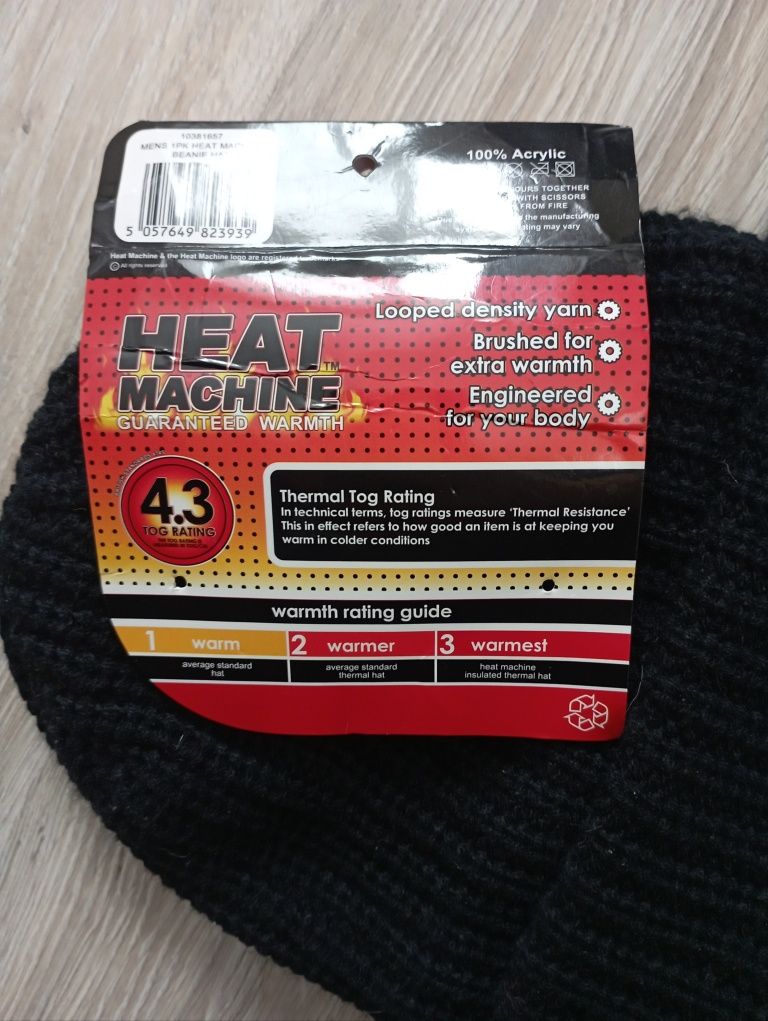 10381657
MENS 1PK HEAT
BEANIE
5 057649 823939
100% Acrylic
TOGETHER
WITH SCISSORS
FROM FIRE
the manufacturing
may vary
Heat Machine & the Heat Machine logo are registered
© All rights reserved
HEAT
MACHINE
TM
GUARANTEED WARMTH
Looped density yarn
Brushed for
extra warmth
Engineered
for your body
4.3
TOG RATING
Thermal Tog Rating
In technical terms, tog ratings measure 'Thermal Resistance'
This in effect refers to how good an item is at keeping you
warm in colder conditions
warmth rating guide
1 warm 2 warmer 3 warmest
average standard
hat
average standard
thermal hat
heat machine
insulated thermal hat